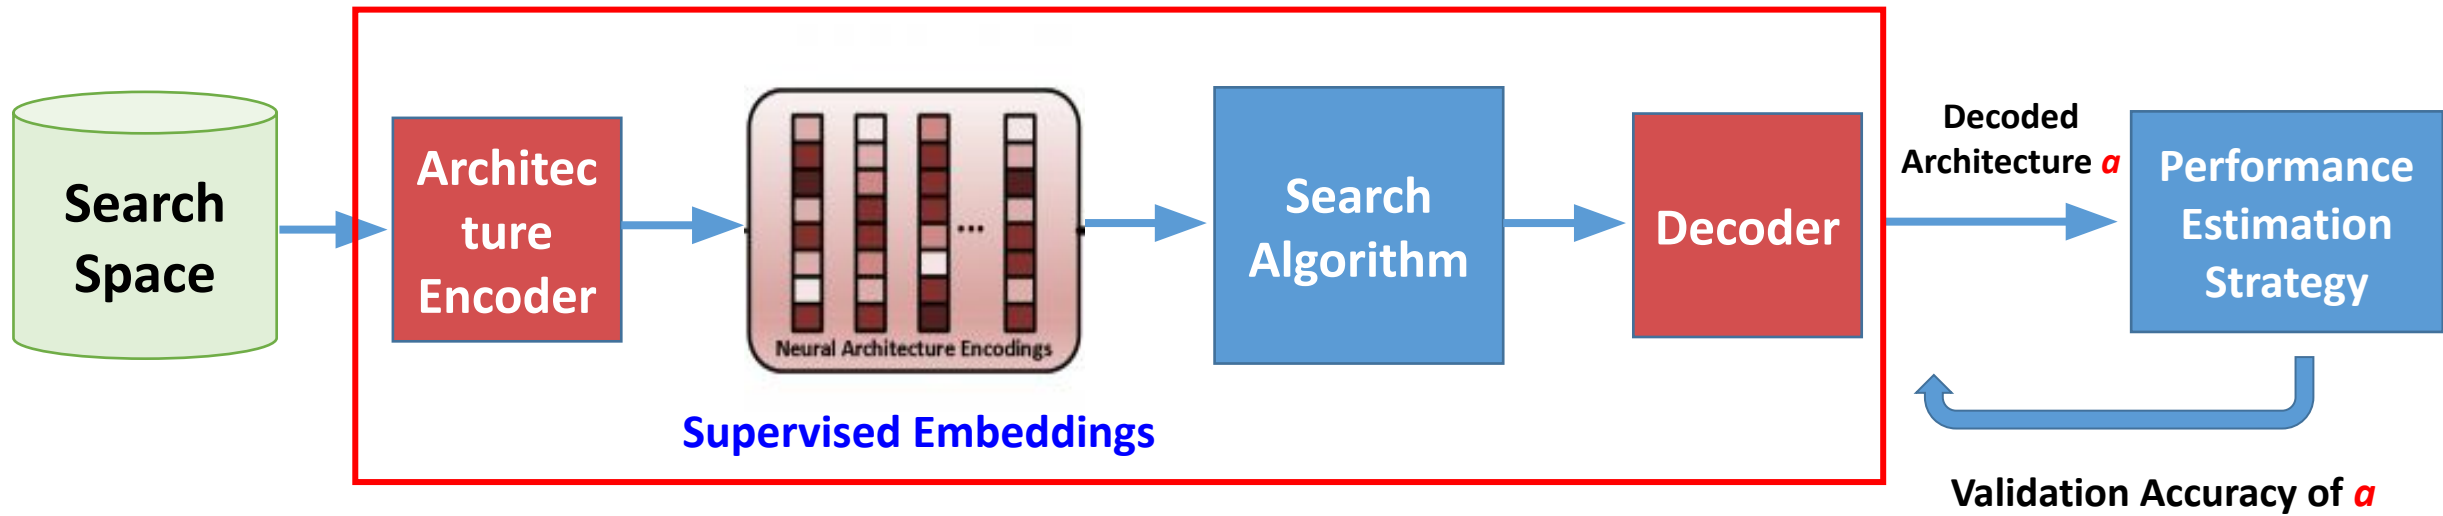 Search
Space
Architec
ture
Encoder
...
Neural Architecture Encodings
Supervised Embeddings
Search
Algorithm
Decoder
Decoded
Architecture a
Performance
Estimation
Strategy
Validation Accuracy of a